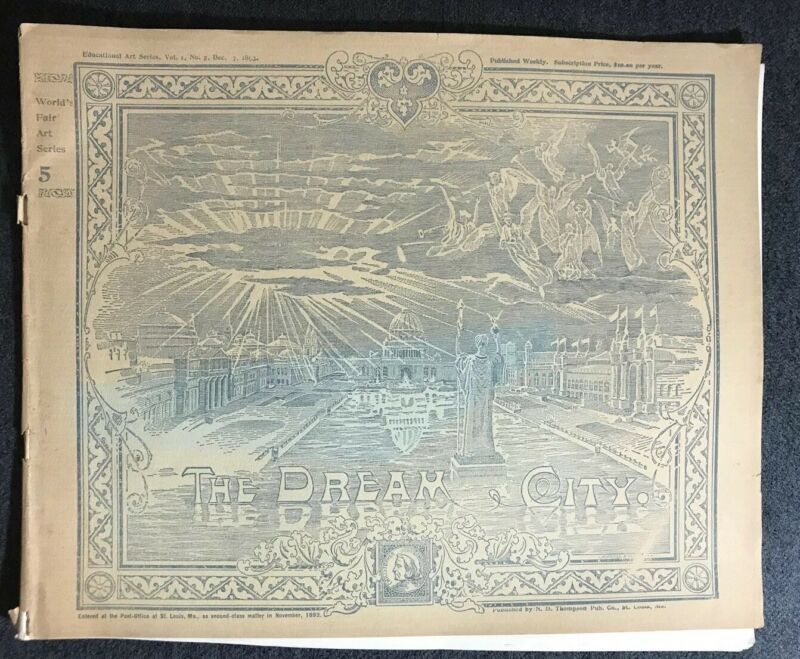 Educational Art Series, Vol. 1, No. 5, Dec. 7, 1893.
Published Weekly. Subscription Price, $10.40 per year.
World's
Fair
Art
Series
5
THE DREAM CITY.
Entered at the Post-Office at St. Louis, Mo., as second-class matter in November, 1893.
Published by N. D. Thompson Pub. Co., St. Louis, Mo.